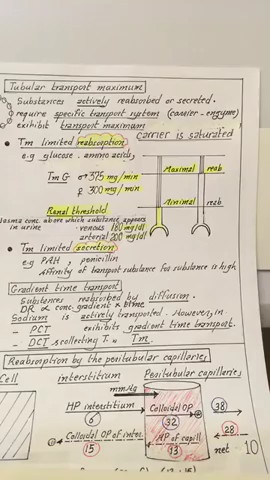 Tubular transport maximum
Substances actively reabsorbed or secreted.
require specific transport system (carrier-enzyme)
exhibit transport maximum
carrier is saturated
• Tm limited reabsorption
e.g glucose. amino acids
Maximal reab
TmG ♂ 375 mg/min
♀ 300 mg/min
Renal threshold
Minimal reab.
plasma conc. above which substance appears
in urine . venous 180 mg/dl
arterial 200 mg/dl
• Tm limited secretion
e.g PAH, penicillin
affinity of transport substance for substance is high
Gradient time transport
Substances reabsorbed by diffusion.
DR α conc. gradient x time
Sodium is actively transported. However, in
- PCT exhibits gradient time transport.
- DCT & collecting T. " Tm.
Reabsorption by the peritubular capillaries
Cell interstitium Peritubular capillaries
mmHg
HP interstitium Colloidal OP 38
6 32
Colloidal OP of inter. HP of capill 28
15 13 net
10